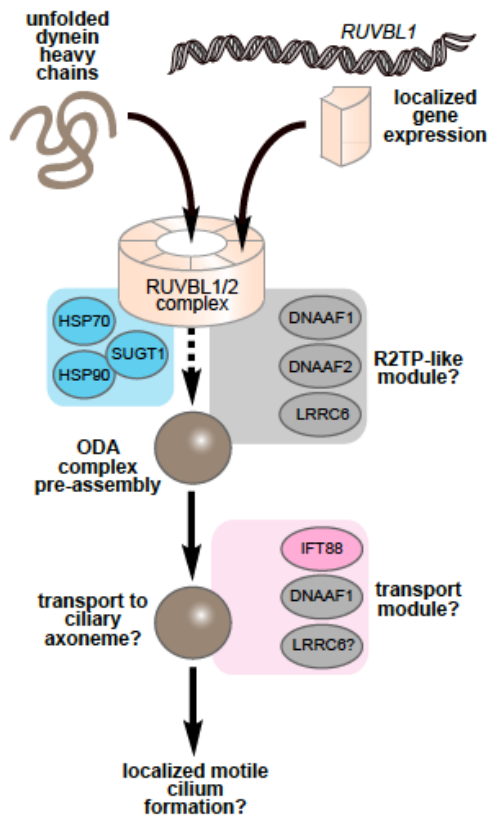 unfolded
dynein
heavy
chains
RUVBL1
localized
gene
expression
RUVBL1/2
complex
HSP70
SUGT1
HSP90
DNAAF1
DNAAF2
LRRC6
R2TP-like
module?
ODA
complex
pre-assembly
IFT88
DNAAF1
LRRC6?
transport
module?
transport to
ciliary
axoneme?
localized motile
cilium
formation?